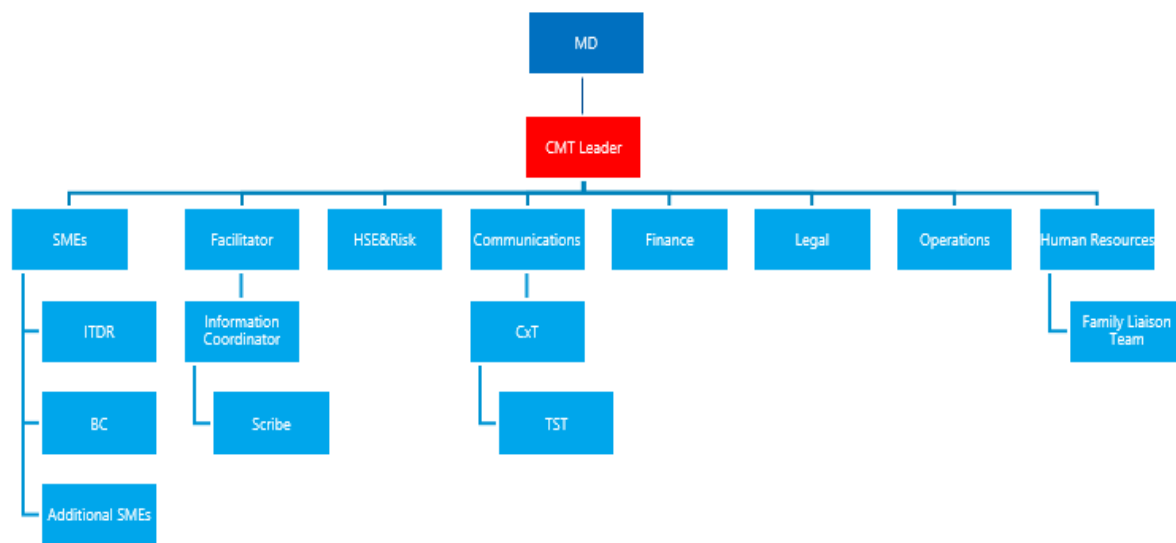 MD
CMT Leader
SMEs
Facilitator
HSE&Risk
Communications
Finance
Legal
Operations
Human Resources
ITDR
Information
Coordinator
CxT
Family Liaison
Team
BC
Scribe
TST
Additional SMEs